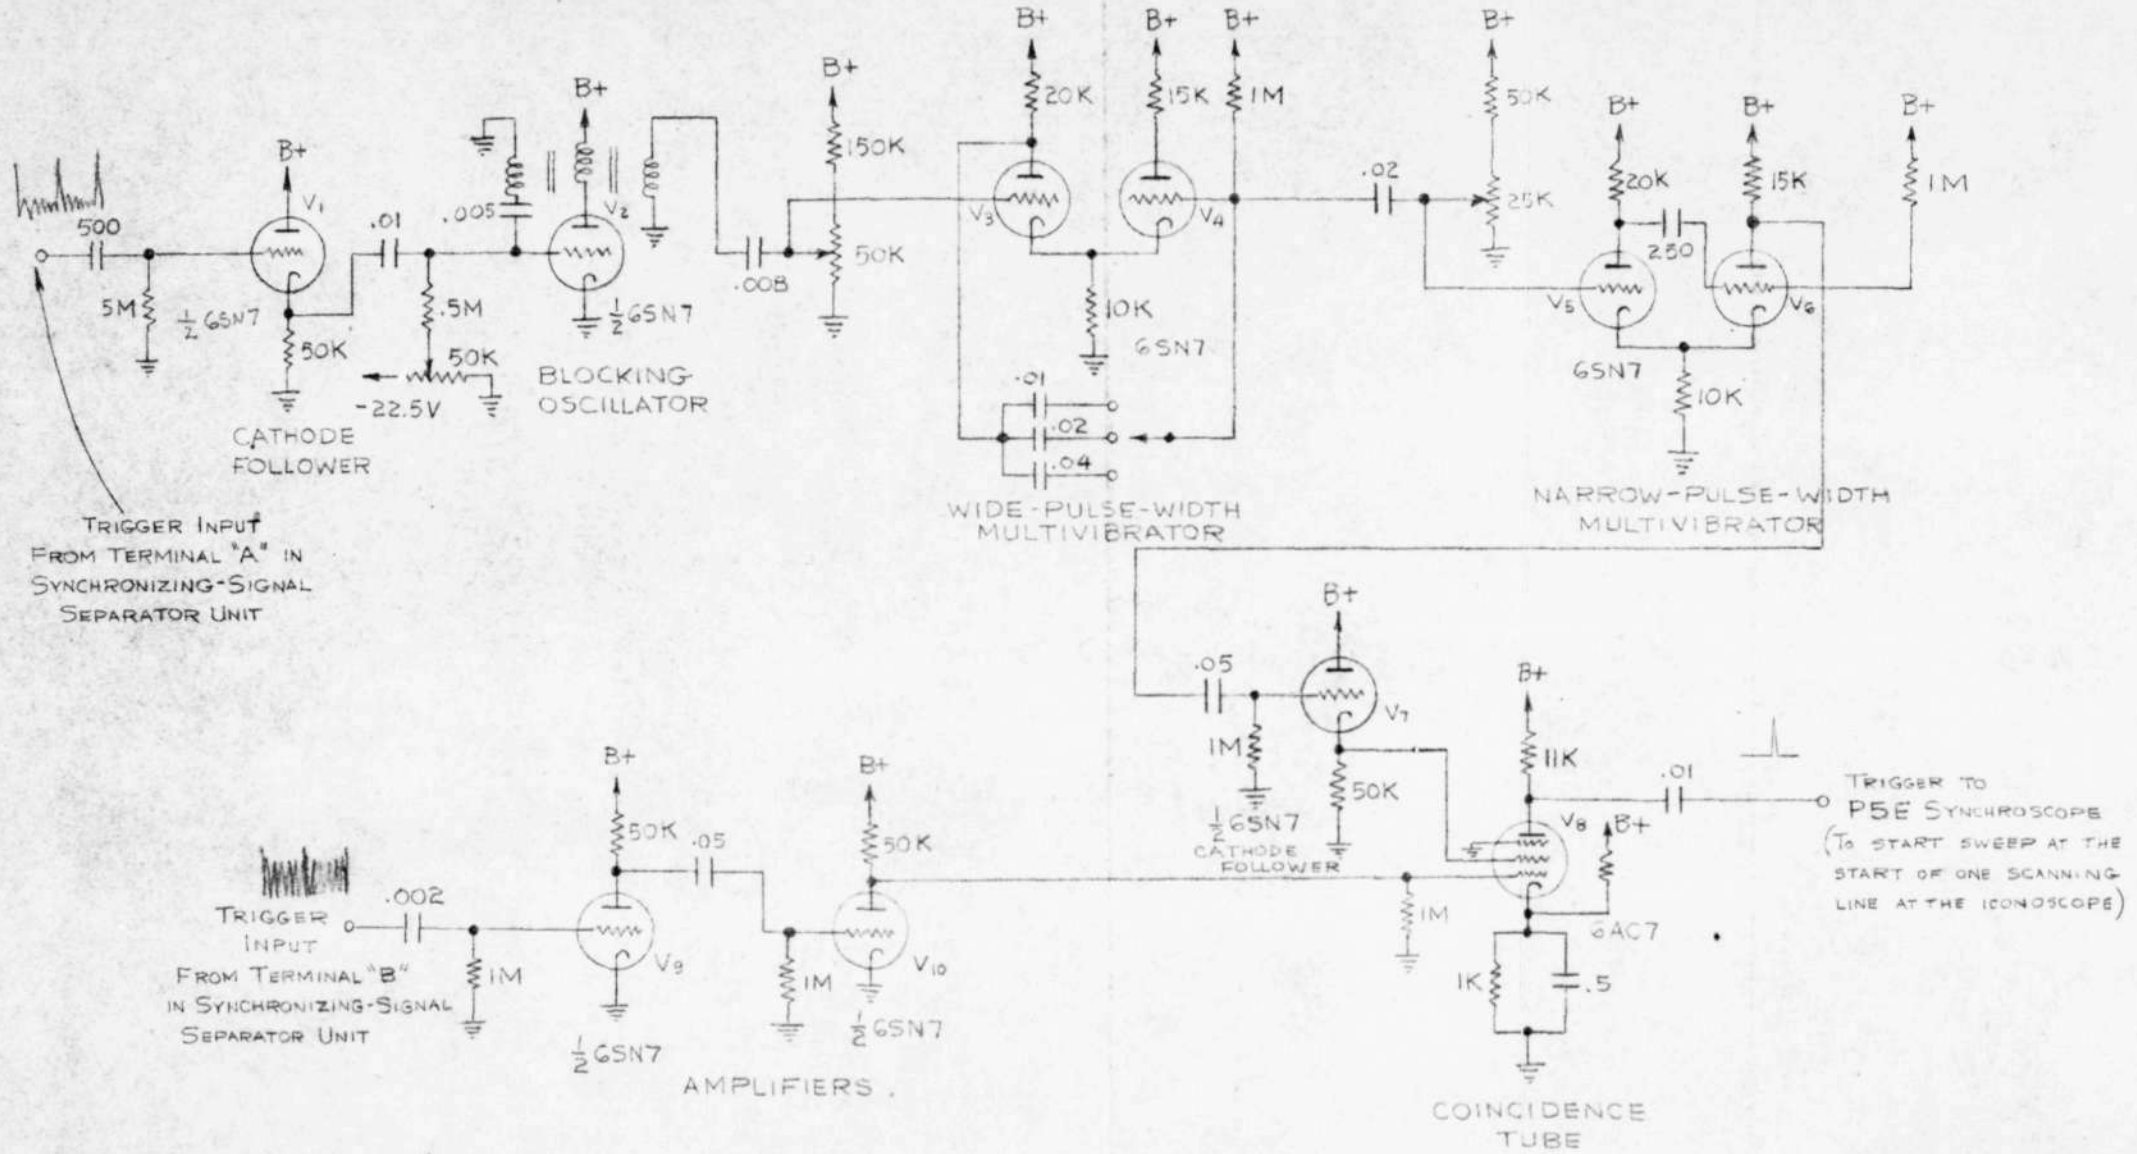 B+
B+
B+
B+
20K
15K
1M
50K
B+
150K
B+
B+
B+
B+
B+
20K
15K
1M
500
V1
.01
.005
V2
.02
25K
V3
V4
50K
.008
250
V5
V6
5M
½ 6SN7
50K
.5M
50K
-22.5V
½ 6SN7
10K
6SN7
6SN7
10K
CATHODE
FOLLOWER
BLOCKING
OSCILLATOR
.01
.02
.04
WIDE-PULSE-WIDTH
MULTIVIBRATOR
NARROW-PULSE-WIDTH
MULTIVIBRATOR
TRIGGER INPUT
FROM TERMINAL "A" IN
SYNCHRONIZING-SIGNAL
SEPARATOR UNIT
B+
.05
V7
1M
50K
½ 6SN7
CATHODE
FOLLOWER
B+
11K
.01
V8
B+
TRIGGER TO
P5E SYNCHROSCOPE
(TO START SWEEP AT THE
START OF ONE SCANNING
LINE AT THE ICONOSCOPE)
B+
B+
50K
.05
50K
.002
TRIGGER
INPUT
FROM TERMINAL "B"
IN SYNCHRONIZING-SIGNAL
SEPARATOR UNIT
1M
V9
1M
V10
½ 6SN7
½ 6SN7
AMPLIFIERS.
1M
6AC7
1K
.5
COINCIDENCE
TUBE